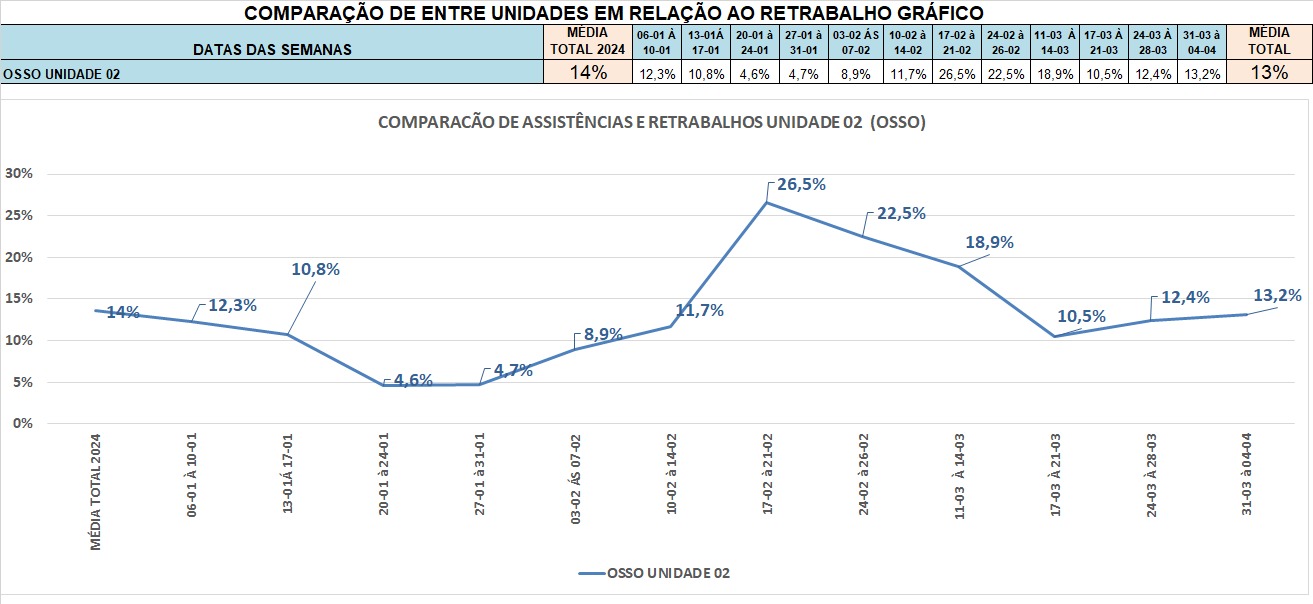 COMPARAÇÃO DE ENTRE UNIDADES EM RELAÇÃO AO RETRABALHO GRÁFICO
DATAS DAS SEMANAS
MÉDIA
TOTAL 2024
06-01 À
10-01
13-01Á
17-01
20-01 à
24-01
27-01 à
31-01
03-02 ÁS
07-02
10-02 à
14-02
17-02 à
21-02
24-02 à
26-02
11-03 À
14-03
17-03 À
21-03
24-03 À
28-03
31-03 à
04-04
MÉDIA
TOTAL
OSSO UNIDADE 02 14% 12,3% 10,8% 4,6% 4,7% 8,9% 11,7% 26,5% 22,5% 18,9% 10,5% 12,4% 13,2% 13%
COMPARACÃO DE ASSISTÊNCIAS E RETRABALHOS UNIDADE 02 (OSSO)
30%
25%
20%
15%
10%
5%
0%
14%
12,3%
10,8%
4,6%
4,7%
8,9%
11,7%
26,5%
22,5%
18,9%
10,5%
12,4%
13,2%
MÉDIA TOTAL 2024
06-01 À 10-01
13-01Á 17-01
20-01 à 24-01
27-01 à 31-01
03-02 ÁS 07-02
10-02 à 14-02
17-02 à 21-02
24-02 à 26-02
11-03 À 14-03
17-03 À 21-03
24-03 À 28-03
31-03 à 04-04
OSSO UNIDADE 02